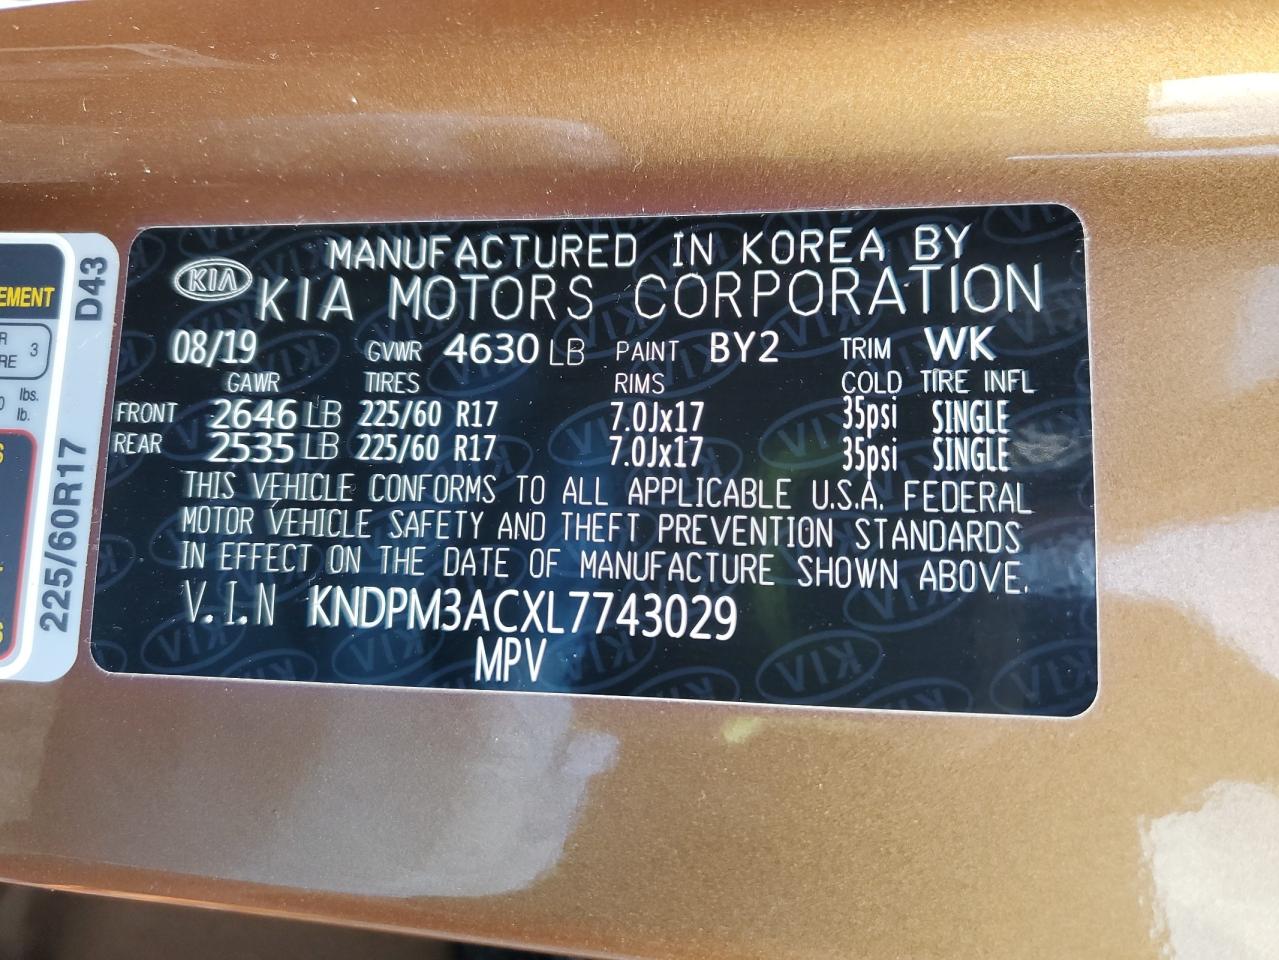 MANUFACTURED IN KOREA BY
KIA KIA MOTORS CORPORATION
08/19 GVWR 4630 LB PAINT BY2 TRIM WK
GAWR TIRES RIMS COLD TIRE INFL
FRONT 2646 LB 225/60 R17 7.0Jx17 35psi SINGLE
REAR 2535 LB 225/60 R17 7.0Jx17 35psi SINGLE
THIS VEHICLE CONFORMS TO ALL APPLICABLE U.S.A. FEDERAL
MOTOR VEHICLE SAFETY AND THEFT PREVENTION STANDARDS
IN EFFECT ON THE DATE OF MANUFACTURE SHOWN ABOVE.
V.I.N KNDPM3ACXL7743029
MPV
225/60R17 D43
3
lbs.
lb.